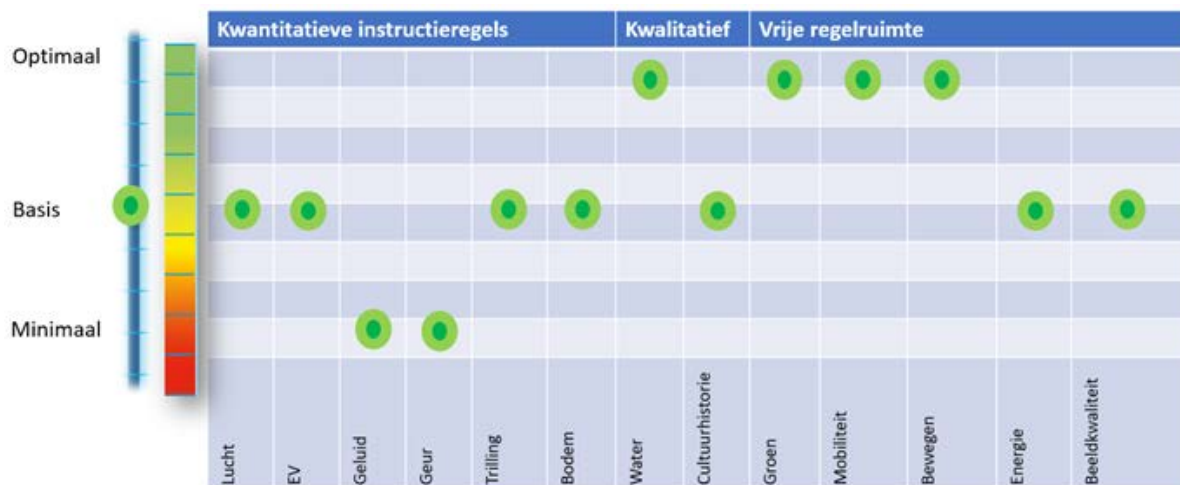 Kwantitatieve instructieregels Kwalitatief Vrije regelruimte
Optimaal
Basis
Minimaal
Lucht
EV
Geluid
Geur
Trilling
Bodem
Water
Cultuurhistorie
Groen
Mobiliteit
Bewegen
Energie
Beeldkwaliteit